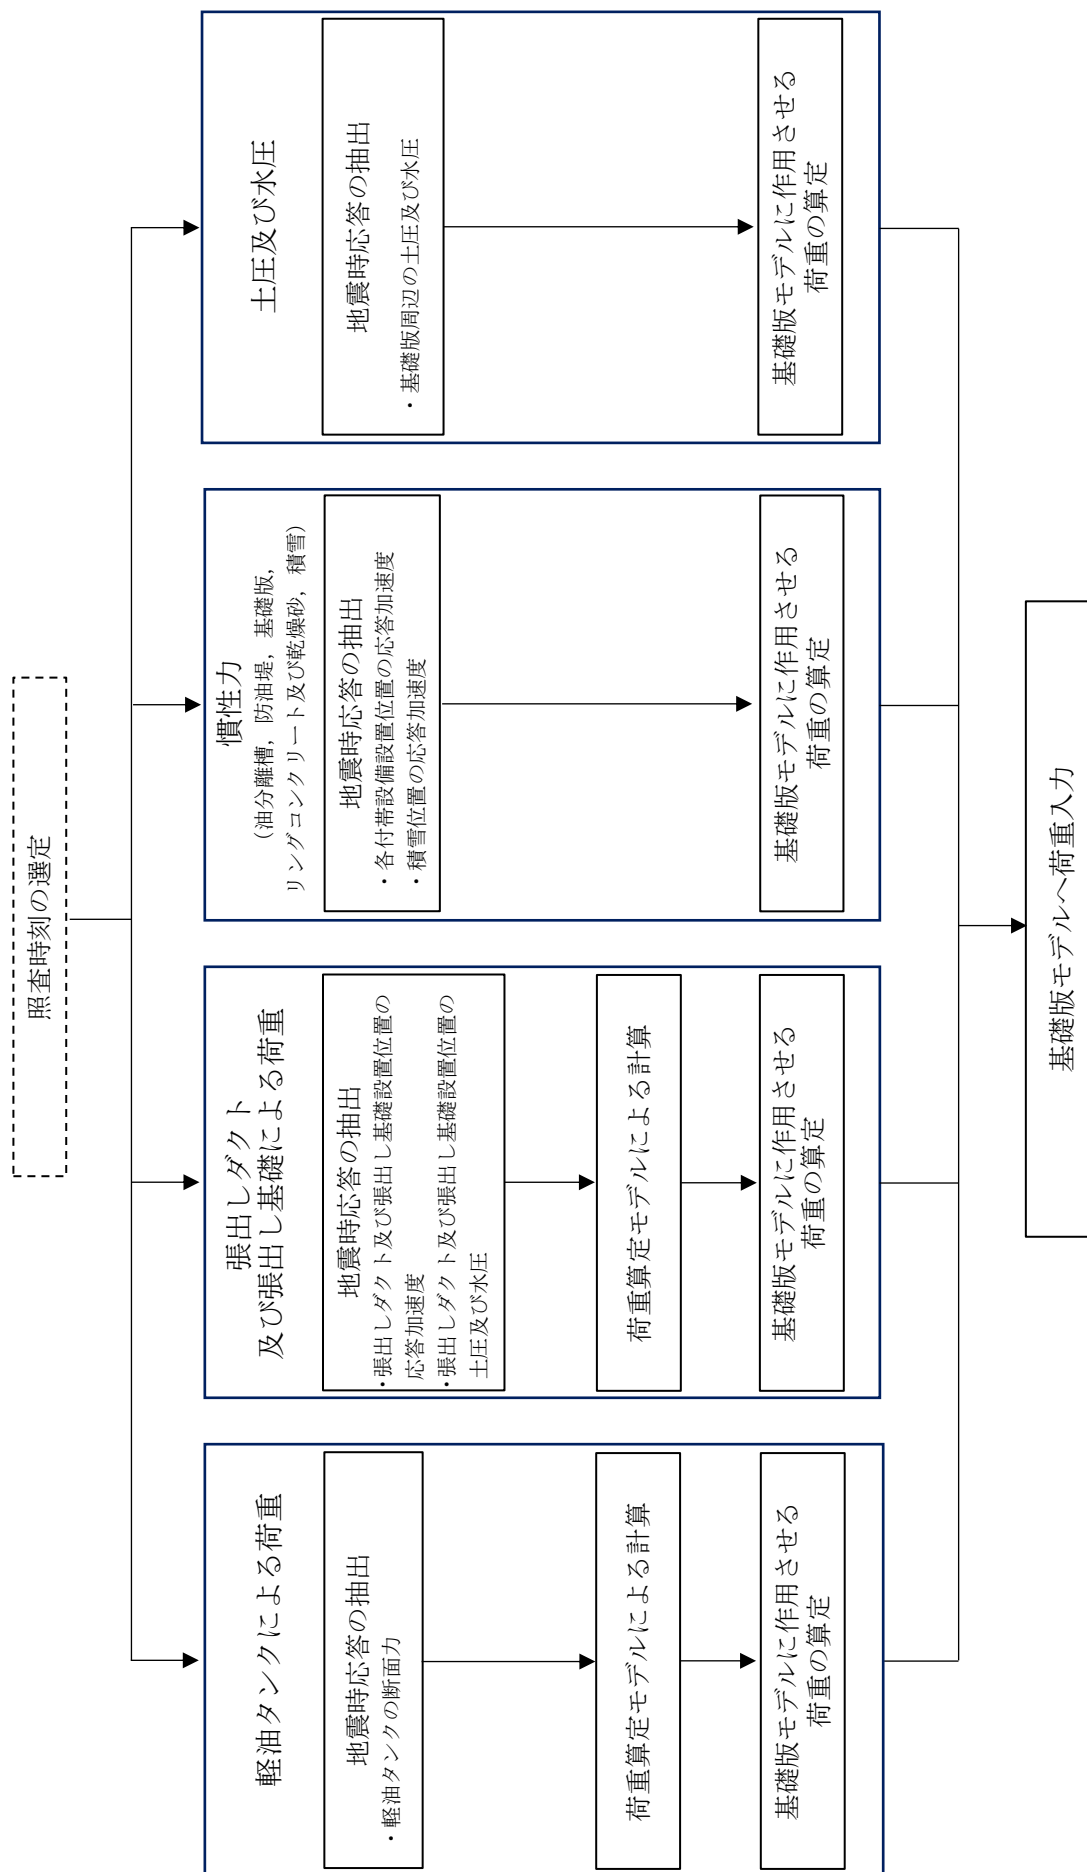 照査時刻の選定
軽油タンクによる荷重
地震時応答の抽出
・軽油タンクの断面力
荷重算定モデルによる計算
基礎版モデルに作用させる
荷重の算定
張出しダクト
及び張出し基礎による荷重
地震時応答の抽出
・張出しダクト及び張出し基礎設置位置の
応答加速度
・張出しダクト及び張出し基礎設置位置の
土圧及び水圧
荷重算定モデルによる計算
基礎版モデルに作用させる
荷重の算定
慣性力
(油分離槽，防油堤，基礎版，
リングコンクリート及び乾燥砂，積雪)
地震時応答の抽出
・各付帯設備設置位置の応答加速度
・積雪位置の応答加速度
基礎版モデルに作用させる
荷重の算定
土圧及び水圧
地震時応答の抽出
・基礎版周辺の土圧及び水圧
基礎版モデルに作用させる
荷重の算定
基礎版モデルへ荷重入力